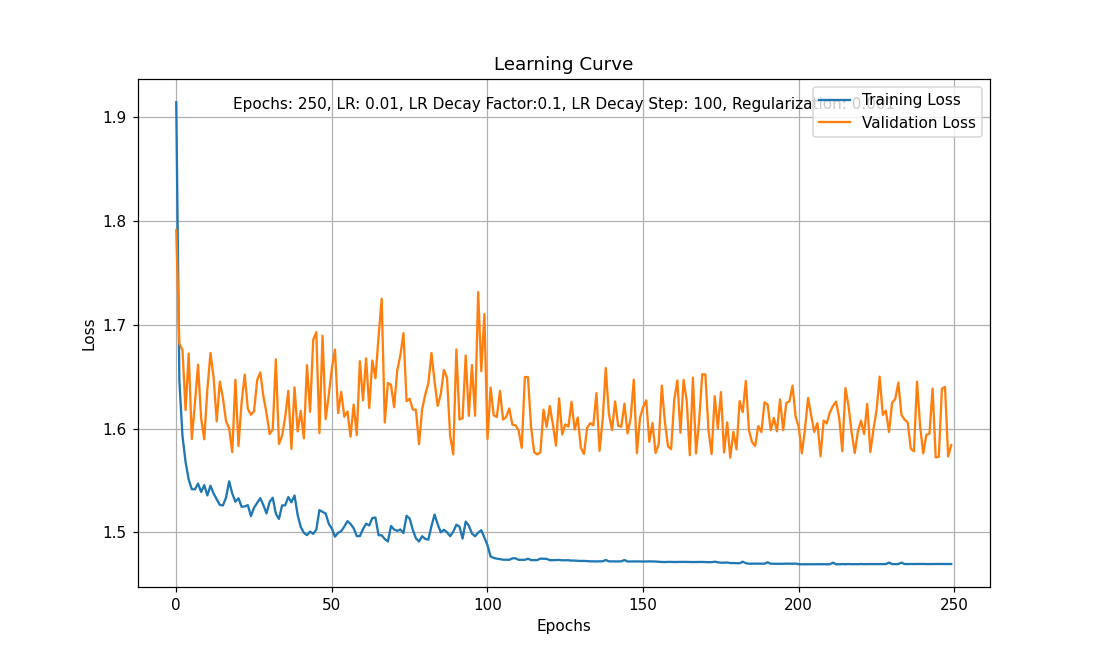 Learning Curve
Epochs: 250, LR: 0.01, LR Decay Factor:0.1, LR Decay Step: 100, Regularization: 0.001
Training Loss
Validation Loss
1.9
1.8
1.7
1.6
1.5
Loss
0
50
100
150
200
250
Epochs